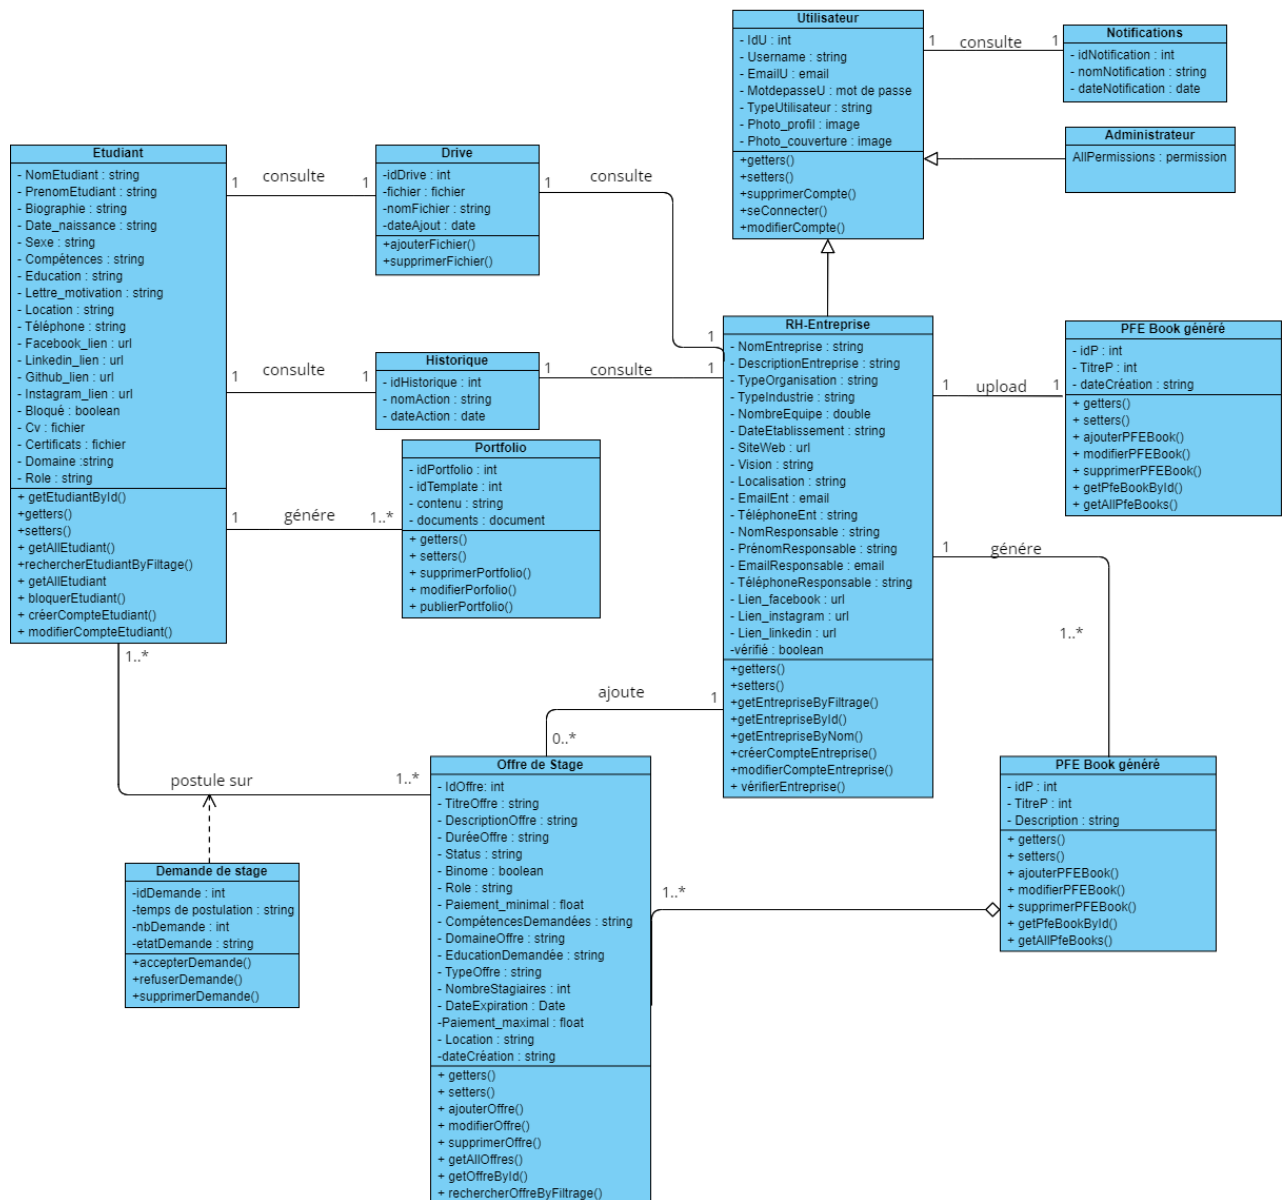 Utilisateur
- IdU : int
- Username : string
- EmailU : email
- MotdepasseU : mot de passe
- TypeUtilisateur : string
- Photo_profil : image
- Photo_couverture : image
+getters()
+setters()
+supprimerCompte()
+seConnecter()
+modifierCompte()
1 consulte 1
Notifications
- idNotification : int
- nomNotification : string
- dateNotification : date
Administrateur
AllPermissions : permission
Etudiant
- NomEtudiant : string
- PrenomEtudiant : string
- Biographie : string
- Date_naissance : string
- Sexe : string
- Compétences : string
- Education : string
- Lettre_motivation : string
- Location : string
- Téléphone : string
- Facebook_lien : url
- Linkedin_lien : url
- Github_lien : url
- Instagram_lien : url
- Bloqué : boolean
- Cv : fichier
- Certificats : fichier
- Domaine :string
- Role : string
+ getEtudiantById()
+getters()
+setters()
+ getAllEtudiant()
+rechercherEtudiantByFiltage()
+ getAllEtudiant
+ bloquerEtudiant()
+ créerCompteEtudiant()
+ modifierCompteEtudiant()
1 consulte 1
Drive
-idDrive : int
-fichier : fichier
-nomFichier : string
-dateAjout : date
+ajouterFichier()
+supprimerFichier()
1 consulte
1
1 consulte 1
Historique
- idHistorique : int
- nomAction : string
- dateAction : date
1 consulte 1
1 génére 1..*
Portfolio
- idPortfolio : int
- idTemplate : int
- contenu : string
- documents : document
+ getters()
+ setters()
+ supprimerPortfolio()
+ modifierPorfolio()
+ publierPortfolio()
RH-Entreprise
- NomEntreprise : string
- DescriptionEntreprise : string
- TypeOrganisation : string
- TypeIndustrie : string
- NombreEquipe : double
- DateEtablissement : string
- SiteWeb : url
- Vision : string
- Localisation : string
- EmailEnt : email
- TéléphoneEnt : string
- NomResponsable : string
- PrénomResponsable : string
- EmailResponsable : email
- TéléphoneResponsable : string
- Lien_facebook : url
- Lien_instagram : url
- Lien_linkedin : url
-vérifié : boolean
+getters()
+setters()
+getEntrepriseByFiltrage()
+getEntrepriseById()
+getEntrepriseByNom()
+créerCompteEntreprise()
+modifierCompteEntreprise()
+ vérifierEntreprise()
1 upload 1
PFE Book généré
- idP : int
- TitreP : int
- dateCréation : string
+ getters()
+ setters()
+ ajouterPFEBook()
+ modifierPFEBook()
+ supprimerPFEBook()
+ getPfeBookById()
+ getAllPfeBooks()
1 génére
1..*
ajoute 1
0..*
1..*
postule sur 1..*
Demande de stage
-idDemande : int
-temps de postulation : string
-nbDemande : int
-etatDemande : string
+accepterDemande()
+refuserDemande()
+supprimerDemande()
Offre de Stage
- IdOffre: int
- TitreOffre : string
- DescriptionOffre : string
- DuréeOffre : string
- Status : string
- Binome : boolean
- Role : string
- Paiement_minimal : float
- CompétencesDemandées : string
- DomaineOffre : string
- EducationDemandée : string
- TypeOffre : string
- NombreStagiaires : int
- DateExpiration : Date
-Paiement_maximal : float
- Location : string
-dateCréation : string
+ getters()
+ setters()
+ ajouterOffre()
+ modifierOffre()
+ supprimerOffre()
+ getAllOffres()
+ getOffreById()
+ rechercherOffreByFiltrage()
1..*
PFE Book généré
- idP : int
- TitreP : int
- Description : string
+ getters()
+ setters()
+ ajouterPFEBook()
+ modifierPFEBook()
+ supprimerPFEBook()
+ getPfeBookById()
+ getAllPfeBooks()